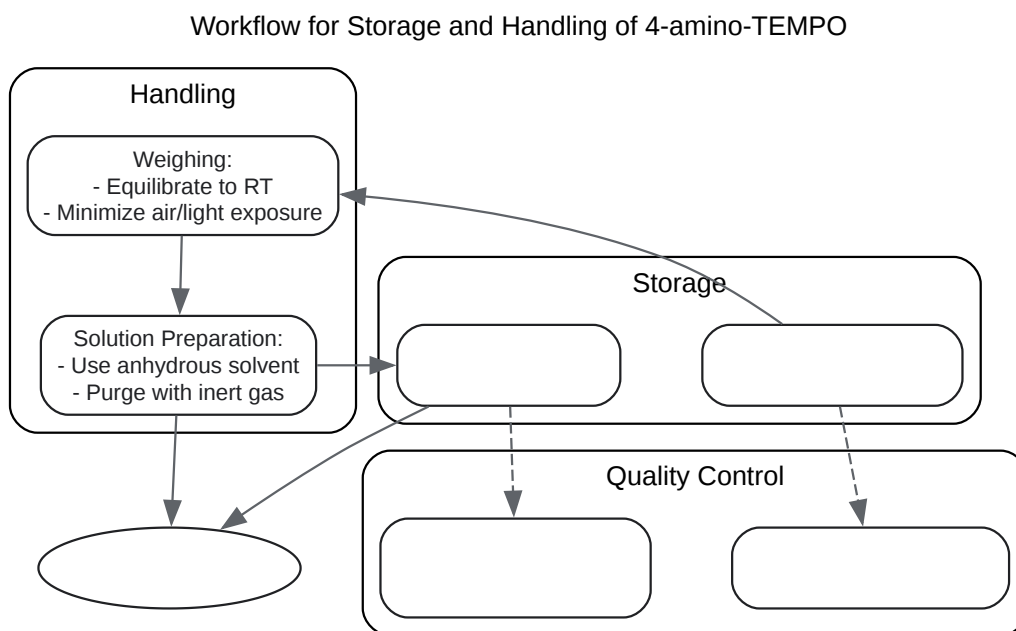 Workflow for Storage and Handling of 4-amino-TEMPO
Handling
Weighing:
- Equilibrate to RT
- Minimize air/light exposure
Storage
Solution Preparation:
- Use anhydrous solvent
- Purge with inert gas
Quality Control